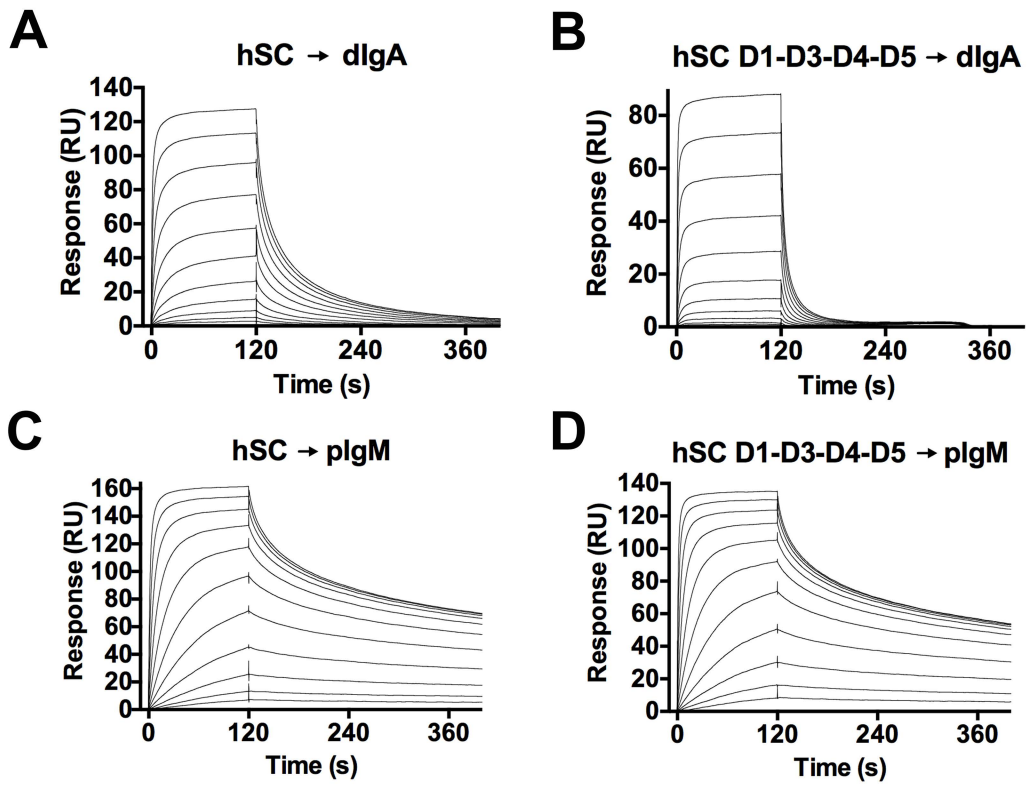 A
hSC → dIgA
Response (RU)
140
120
100
80
60
40
20
0
0 120 240 360
Time (s)
B
hSC D1-D3-D4-D5 → dIgA
Response (RU)
80
60
40
20
0
0 120 240 360
Time (s)
C
hSC → pIgM
Response (RU)
160
140
120
100
80
60
40
20
0
0 120 240 360
Time (s)
D
hSC D1-D3-D4-D5 → pIgM
Response (RU)
140
120
100
80
60
40
20
0
0 120 240 360
Time (s)